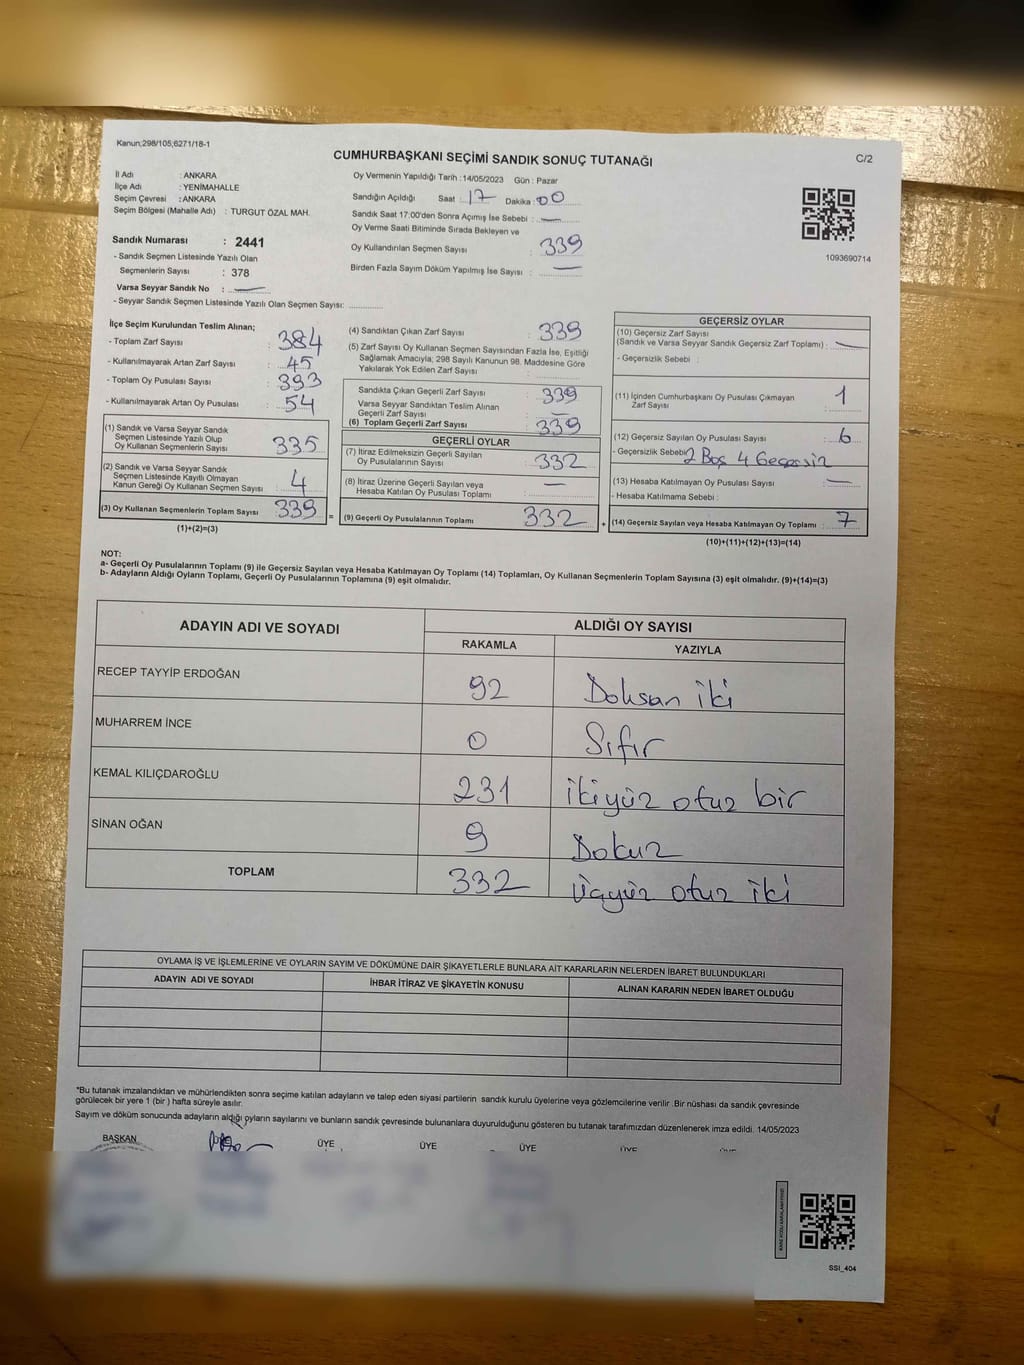 Kanun;298/105,6271/18-1
CUMHURBAŞKANI SEÇİMİ SANDIK SONUÇ TUTANAĞI
C/2
İl Adı : ANKARA
İlçe Adı : YENİMAHALLE
Seçim Çevresi : ANKARA
Seçim Bölgesi (Mahalle Adı) : TURGUT ÖZAL MAH.
Oy Vermenin Yapıldığı Tarih : 14/05/2023 Gün : Pazar
Sandığın Açıldığı Saat : 17 Dakika : 00
Sandık Saat 17:00'den Sonra Açımış İse Sebebi : —
Oy Verme Saati Bitiminde Sırada Bekleyen ve
Oy Kullandırılan Seçmen Sayısı : 339
Birden Fazla Sayım Döküm Yapılmış İse Sayısı : —
1093690714
Sandık Numarası : 2441
- Sandık Seçmen Listesinde Yazılı Olan
Seçmenlerin Sayısı : 378
Varsa Seyyar Sandık No : —
- Seyyar Sandık Seçmen Listesinde Yazılı Olan Seçmen Sayısı: ............
İlçe Seçim Kurulundan Teslim Alınan;
- Toplam Zarf Sayısı : 384
- Kullanılmayarak Artan Zarf Sayısı : 45
- Toplam Oy Pusulası Sayısı : 393
- Kullanılmayarak Artan Oy Pusulası : 54
(1) Sandık ve Varsa Seyyar Sandık
Seçmen Listesinde Yazılı Olup
Oy Kullanan Seçmenlerin Sayısı : 335
(2) Sandık ve Varsa Seyyar Sandık
Seçmen Listesinde Kayıtlı Olmayan
Kanun Gereği Oy Kullanan Seçmen Sayısı : 4
(3) Oy Kullanan Seçmenlerin Toplam Sayısı : 339
(1)+(2)=(3)
(4) Sandıktan Çıkan Zarf Sayısı : 339
(5) Zarf Sayısı Oy Kullanan Seçmen Sayısından Fazla İse, Eşitliği
Sağlamak Amacıyla; 298 Sayılı Kanunun 98. Maddesine Göre
Yakılarak Yok Edilen Zarf Sayısı :
Sandıkta Çıkan Geçerli Zarf Sayısı : 339
Varsa Seyyar Sandıktan Teslim Alınan
Geçerli Zarf Sayısı : —
(6) Toplam Geçerli Zarf Sayısı : 339
GEÇERLİ OYLAR
(7) İtiraz Edilmeksizin Geçerli Sayılan
Oy Pusulalarının Sayısı : 332
(8) İtiraz Üzerine Geçerli Sayılan veya
Hesaba Katılan Oy Pusulası Toplamı : —
= (9) Geçerli Oy Pusulalarının Toplamı : 332
GEÇERSİZ OYLAR
(10) Geçersiz Zarf Sayısı
(Sandık ve Varsa Seyyar Sandık Geçersiz Zarf Toplamı) : —
- Geçersizlik Sebebi :
(11) İçinden Cumhurbaşkanı Oy Pusulası Çıkmayan
Zarf Sayısı : 1
(12) Geçersiz Sayılan Oy Pusulası Sayısı : 6
- Geçersizlik Sebebi : 2 Boş 4 Geçersiz
(13) Hesaba Katılmayan Oy Pusulası Sayısı : —
- Hesaba Katılmama Sebebi :
+ (14) Geçersiz Sayılan veya Hesaba Katılmayan Oy Toplamı : 7
(10)+(11)+(12)+(13)=(14)
NOT:
a- Geçerli Oy Pusulalarının Toplamı (9) ile Geçersiz Sayılan veya Hesaba Katılmayan Oy Toplamı (14) Toplamları, Oy Kullanan Seçmenlerin Toplam Sayısına (3) eşit olmalıdır. (9)+(14)=(3)
b- Adayların Aldığı Oyların Toplamı, Geçerli Oy Pusulalarının Toplamına (9) eşit olmalıdır.
ADAYIN ADI VE SOYADI
ALDIĞI OY SAYISI
RAKAMLA YAZIYLA
RECEP TAYYİP ERDOĞAN 92 Doksan iki
MUHARREM İNCE 0 Sıfır
KEMAL KILIÇDAROĞLU 231 ikiyüz otuz bir
SİNAN OĞAN 9 Dokuz
TOPLAM 332 Üçyüz otuz iki
OYLAMA İŞ VE İŞLEMLERİNE VE OYLARIN SAYIM VE DÖKÜMÜNE DAİR ŞİKAYETLERLE BUNLARA AİT KARARLARIN NELERDEN İBARET BULUNDUKLARI
ADAYIN ADI VE SOYADI İHBAR İTİRAZ VE ŞİKAYETİN KONUSU ALINAN KARARIN NEDEN İBARET OLDUĞU
*Bu tutanak imzalandıktan ve mühürlendikten sonra seçime katılan adayların ve talep eden siyasi partilerin sandık kurulu üyelerine veya gözlemcilerine verilir .Bir nüshası da sandık çevresinde
görülecek bir yere 1 (bir ) hafta süreyle asılır.
Sayım ve döküm sonucunda adayların aldığı oyların sayılarını ve bunların sandık çevresinde bulunanlara duyurulduğunu gösteren bu tutanak tarafımızdan düzenlenerek imza edildi. 14/05/2023
BAŞKAN ÜYE ÜYE ÜYE ÜYE ÜYE
SSI_404